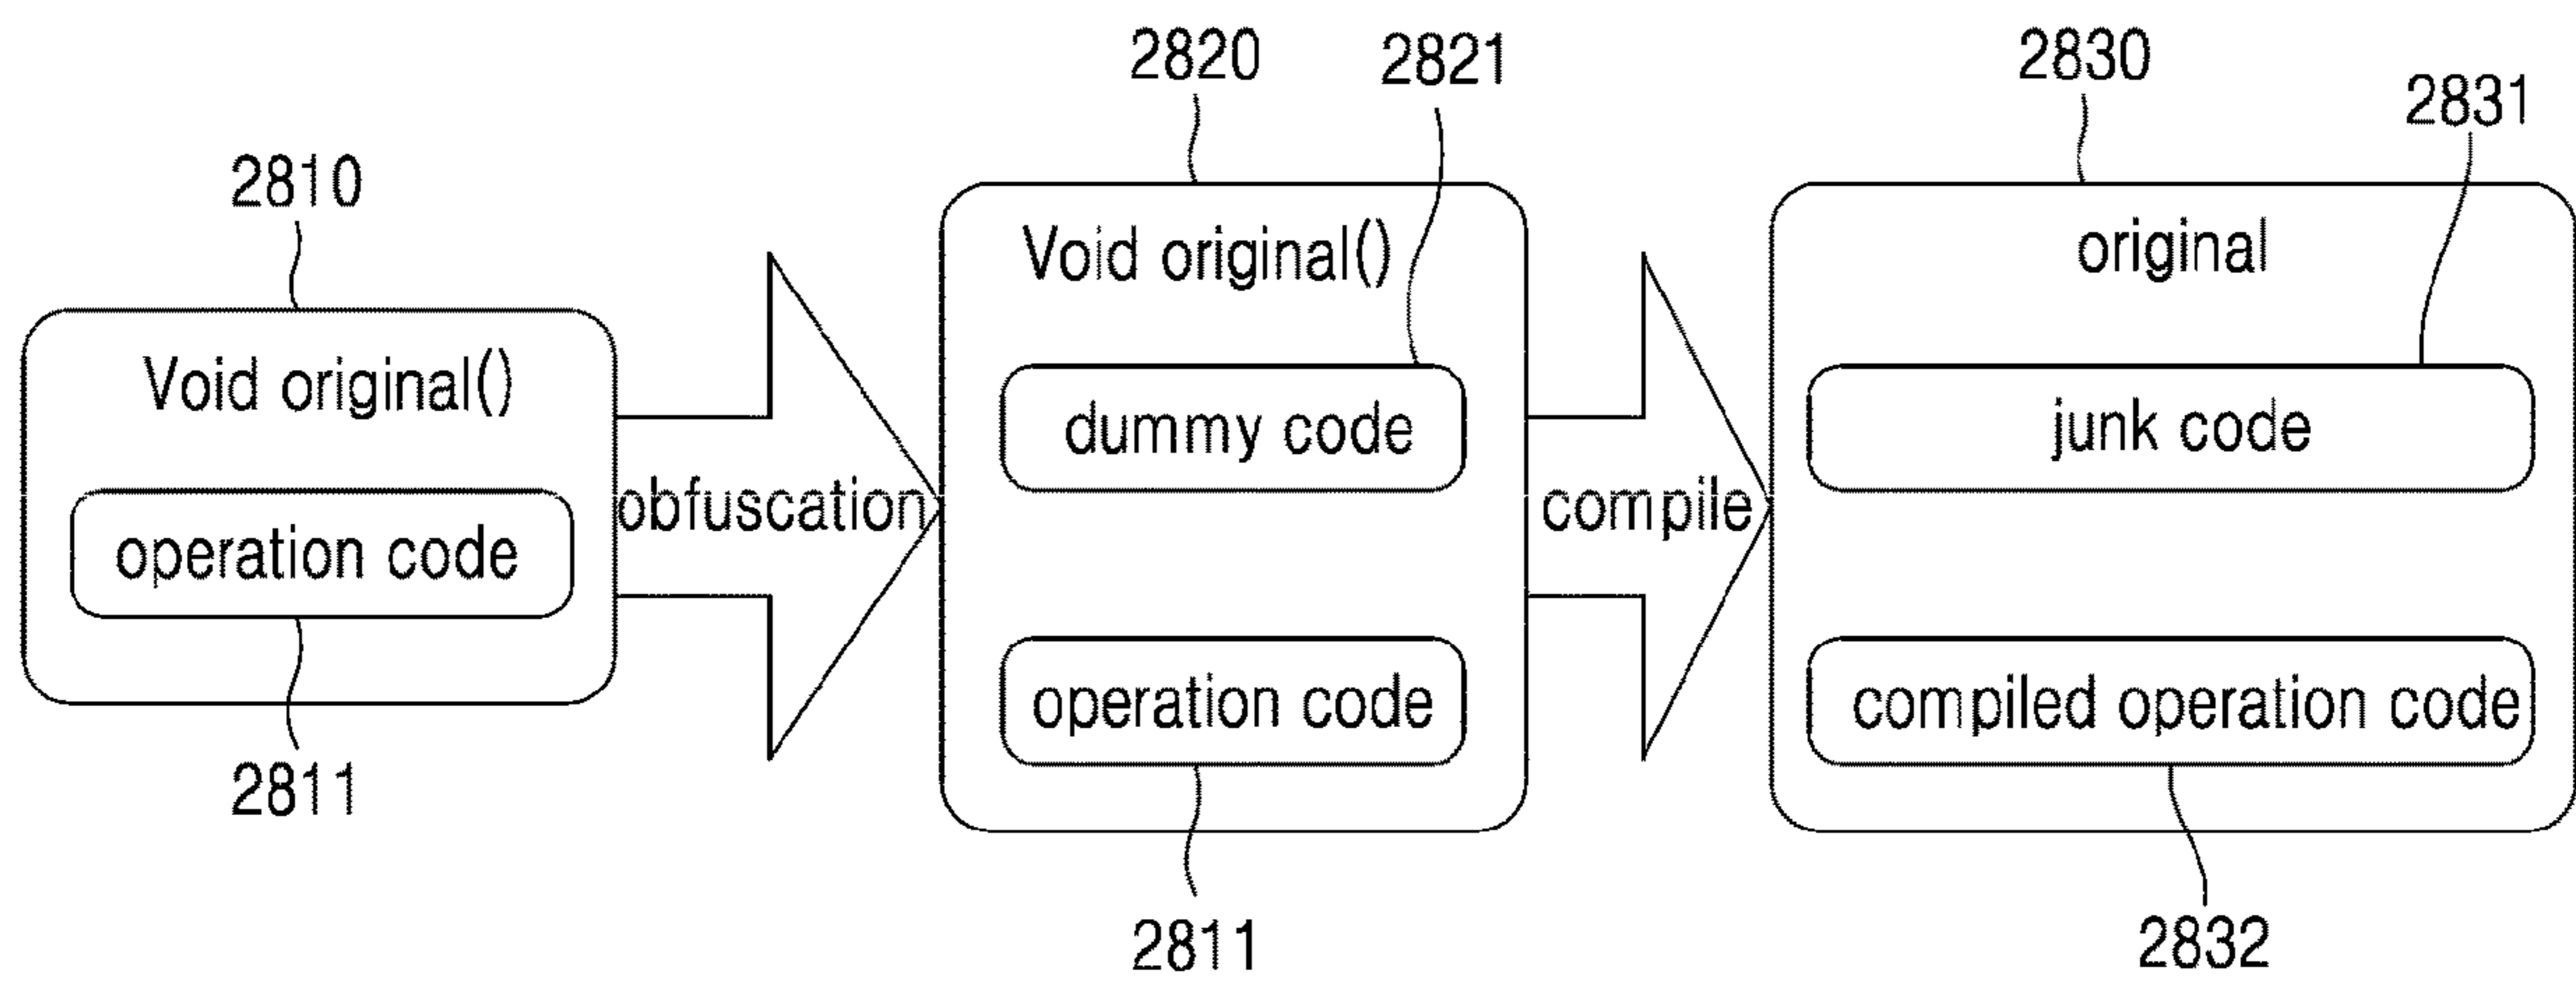 2810
Void original()
operation code
2811
obfuscation
2820
2821
Void original()
dummy code
operation code
2811
compile
2830
2831
original
junk code
compiled operation code
2832